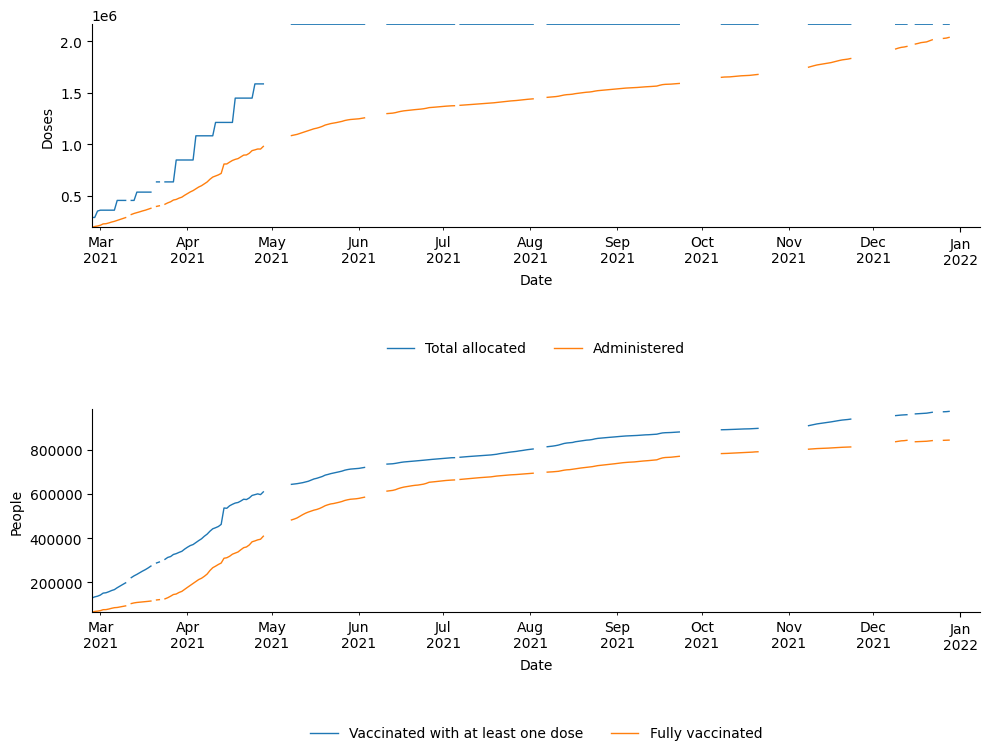 1e6
2.0
1.5
1.0
0.5
Doses
Mar Apr May Jun Jul Aug Sep Oct Nov Dec Jan
2021 2021 2021 2021 2021 2021 2021 2021 2021 2021 2022
Date
Total allocated Administered
800000
600000
400000
200000
People
Mar Apr May Jun Jul Aug Sep Oct Nov Dec Jan
2021 2021 2021 2021 2021 2021 2021 2021 2021 2021 2022
Date
Vaccinated with at least one dose Fully vaccinated